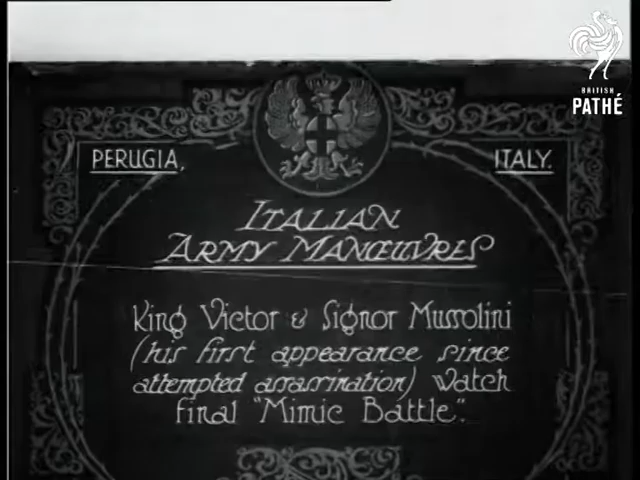 BRITISH
PATHÉ
PERUGIA, ITALY.
ITALIAN
ARMY MANŒUVRES
King Victor & Signor Mussolini
(his first appearance since
attempted assassination) watch
final "Mimic Battle".